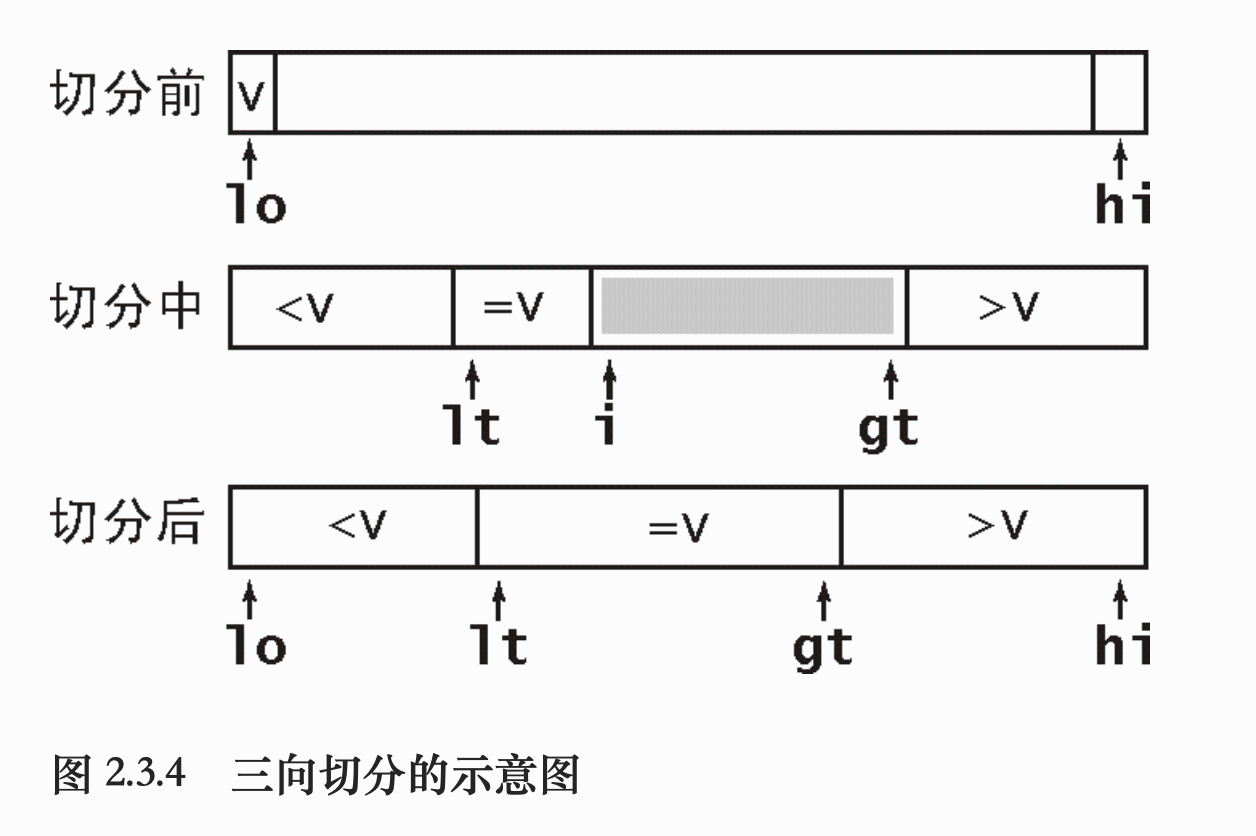 切分前 v
lo hi
切分中 <v =v >v
lt i gt
切分后 <v =v >v
lo lt gt hi
图 2.3.4 三向切分的示意图